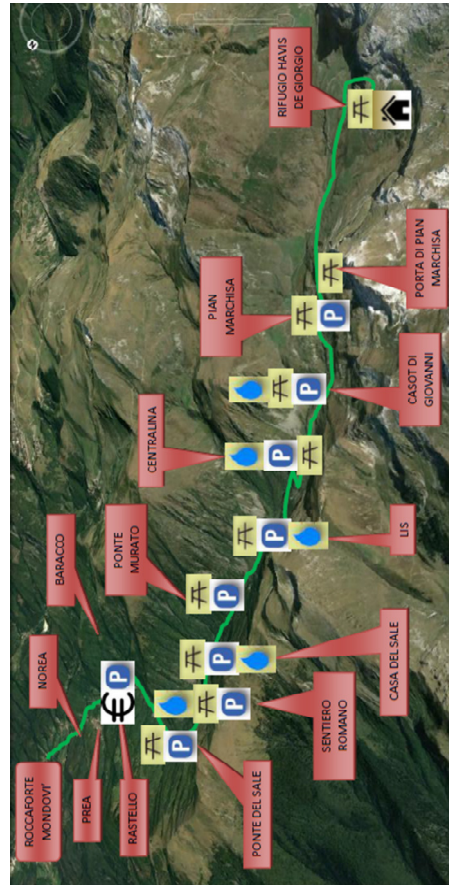 ROCCAFORTE
MONDOVI'
NOREA
BARACCO
PREA
RASTELLO
€
P
PONTE DEL SALE
P
SENTIERO
ROMANO
P
CASA DEL SALE
P
PONTE
MURATO
P
LIS
P
CENTRALINA
P
CASOT DI
GIOVANNI
P
PIAN
MARCHISA
P
PORTA DI PIAN
MARCHISA
RIFUGIO HAVIS
DE GIORGIO